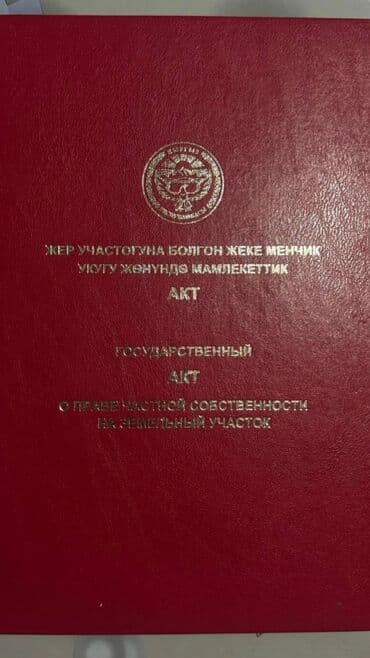 ЖЕР УЧАСТОГУНА БОЛГОН ЖЕКЕ МЕНЧИК
УКУГУ ЖӨНҮНДӨ МАМЛЕКЕТТИК
АКТ
ГОСУДАРСТВЕННЫЙ
АКТ
О ПРАВЕ ЧАСТНОЙ СОБСТВЕННОСТИ
НА ЗЕМЕЛЬНЫЙ УЧАСТОК